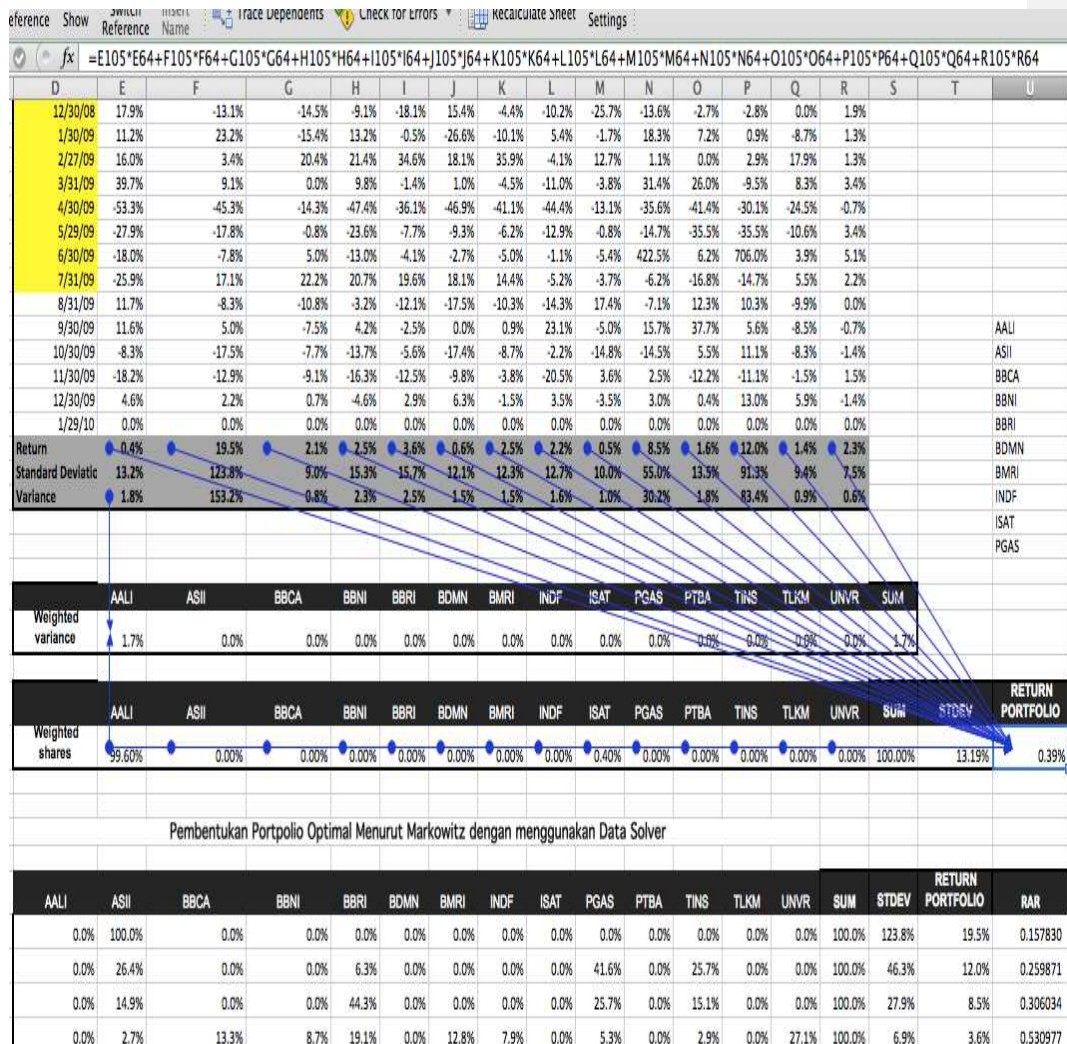 eference Show Switch Reference Insert Name Trace Dependents Check for Errors Recalculate Sheet Settings
fx =E105*E64+F105*F64+G105*G64+H105*H64+I105*I64+J105*J64+K105*K64+L105*L64+M105*M64+N105*N64+O105*O64+P105*P64+Q105*Q64+R105*R64
D E F G H I J K L M N O P Q R S T U
12/30/08 17.9% -13.1% -14.5% -9.1% -18.1% 15.4% -4.4% -10.2% -25.7% -13.6% -2.7% -2.8% 0.0% 1.9%
1/30/09 11.2% 23.2% -15.4% 13.2% -0.5% -26.6% -10.1% 5.4% -1.7% 18.3% 7.2% 0.9% -8.7% 1.3%
2/27/09 16.0% 3.4% 20.4% 21.4% 34.6% 18.1% 35.9% -4.1% 12.7% 1.1% 0.0% 2.9% 17.9% 1.3%
3/31/09 39.7% 9.1% 0.0% 9.8% -1.4% 1.0% -4.5% -11.0% -3.8% 31.4% 26.0% -9.5% 8.3% 3.4%
4/30/09 -53.3% -45.3% -14.3% -47.4% -36.1% -46.9% -41.1% -44.4% -13.1% -35.6% -41.4% -30.1% -24.5% -0.7%
5/29/09 -27.9% -17.8% -0.8% -23.6% -7.7% -9.3% -6.2% -12.9% -0.8% -14.7% -35.5% -35.5% -10.6% 3.4%
6/30/09 -18.0% -7.8% 5.0% -13.0% -4.1% -2.7% -5.0% -1.1% -5.4% 422.5% 6.2% 706.0% 3.9% 5.1%
7/31/09 -25.9% 17.1% 22.2% 20.7% 19.6% 18.1% 14.4% -5.2% -3.7% -6.2% -16.8% -14.7% 5.5% 2.2%
8/31/09 11.7% -8.3% -10.8% -3.2% -12.1% -17.5% -10.3% -14.3% 17.4% -7.1% 12.3% 10.3% -9.9% 0.0%
9/30/09 11.6% 5.0% -7.5% 4.2% -2.5% 0.0% 0.9% 23.1% -5.0% 15.7% 37.7% 5.6% -8.5% -0.7% AALI
10/30/09 -8.3% -17.5% -7.7% -13.7% -5.6% -17.4% -8.7% -2.2% -14.8% -14.5% 5.5% 11.1% -8.3% -1.4% ASII
11/30/09 -18.2% -12.9% -9.1% -16.3% -12.5% -9.8% -3.8% -20.5% 3.6% 2.5% -12.2% -11.1% -1.5% 1.5% BBCA
12/30/09 4.6% 2.2% 0.7% -4.6% 2.9% 6.3% -1.5% 3.5% -3.5% 3.0% 0.4% 13.0% 5.9% -1.4% BBNI
1/29/10 0.0% 0.0% 0.0% 0.0% 0.0% 0.0% 0.0% 0.0% 0.0% 0.0% 0.0% 0.0% 0.0% 0.0% BBRI
Return 0.4% 19.5% 2.1% 2.5% 3.6% 0.6% 2.5% 2.2% 0.5% 8.5% 1.6% 12.0% 1.4% 2.3% BDMN
Standard Deviatic 13.2% 123.8% 9.0% 15.3% 15.7% 12.1% 12.3% 12.7% 10.0% 55.0% 13.5% 91.3% 9.4% 7.5% BMRI
Variance 1.8% 153.2% 0.8% 2.3% 2.5% 1.5% 1.5% 1.6% 1.0% 30.2% 1.8% 83.4% 0.9% 0.6% INDF
ISAT
PGAS
AALI ASII BBCA BBNI BBRI BDMN BMRI INDF ISAT PGAS PTBA TINS TLKM UNVR SUM
Weighted variance 1.7% 0.0% 0.0% 0.0% 0.0% 0.0% 0.0% 0.0% 0.0% 0.0% 0.0% 0.0% 0.0% 0.0% 1.7%
AALI ASII BBCA BBNI BBRI BDMN BMRI INDF ISAT PGAS PTBA TINS TLKM UNVR SUM STDEV RETURN PORTFOLIO
Weighted shares 99.60% 0.00% 0.00% 0.00% 0.00% 0.00% 0.00% 0.00% 0.40% 0.00% 0.00% 0.00% 0.00% 0.00% 100.00% 13.19% 0.39%
Pembentukan Portpolio Optimal Menurut Markowitz dengan menggunakan Data Solver
AALI ASII BBCA BBNI BBRI BDMN BMRI INDF ISAT PGAS PTBA TINS TLKM UNVR SUM STDEV RETURN PORTFOLIO RAR
0.0% 100.0% 0.0% 0.0% 0.0% 0.0% 0.0% 0.0% 0.0% 0.0% 0.0% 0.0% 0.0% 0.0% 100.0% 123.8% 19.5% 0.157830
0.0% 26.4% 0.0% 0.0% 6.3% 0.0% 0.0% 0.0% 0.0% 41.6% 0.0% 25.7% 0.0% 0.0% 100.0% 46.3% 12.0% 0.259871
0.0% 14.9% 0.0% 0.0% 44.3% 0.0% 0.0% 0.0% 0.0% 25.7% 0.0% 15.1% 0.0% 0.0% 100.0% 27.9% 8.5% 0.306034
0.0% 2.7% 13.3% 8.7% 19.1% 0.0% 12.8% 7.9% 0.0% 5.3% 0.0% 2.9% 0.0% 27.1% 100.0% 6.9% 3.6% 0.530977